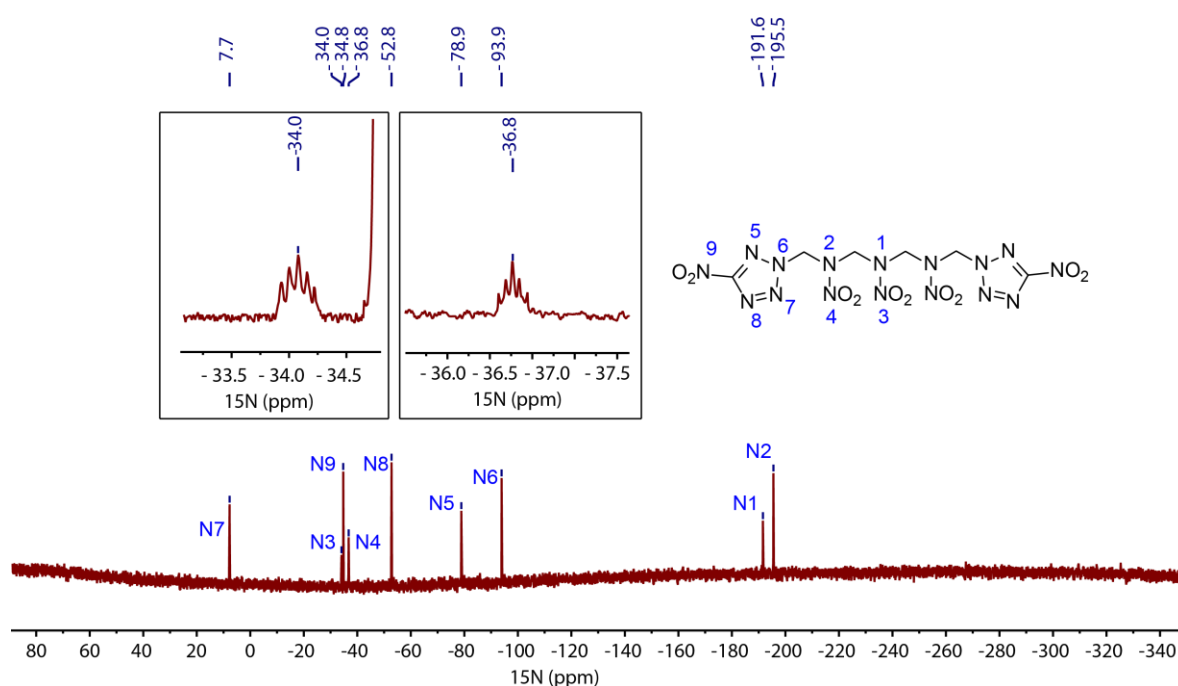 7.7
-34.0
-34.8
-36.8
-52.8
-78.9
-93.9
-191.6
-195.5
-34.0
- 33.5 - 34.0 - 34.5
15N (ppm)
-36.8
- 36.0 - 36.6 - 37.0 - 37.5
15N (ppm)
9 5 6 2 1
O2N N N N N N N N NO2
N N NO2 NO2 NO2 N N
8 7 4 3
N7
N3
N9
N4
N8
N5
N6
N1
N2
80 60 40 20 0 -20 -40 -60 -80 -100 -120 -140 -160 -180 -200 -220 -240 -260 -280 -300 -320 -340
15N (ppm)